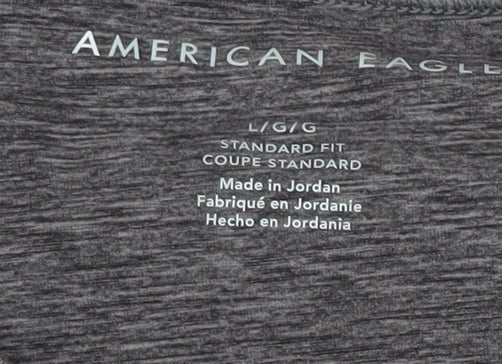 AMERICAN EAGLE
L/G/G
STANDARD FIT
COUPE STANDARD
Made in Jordan
Fabriqué en Jordanie
Hecho en Jordania